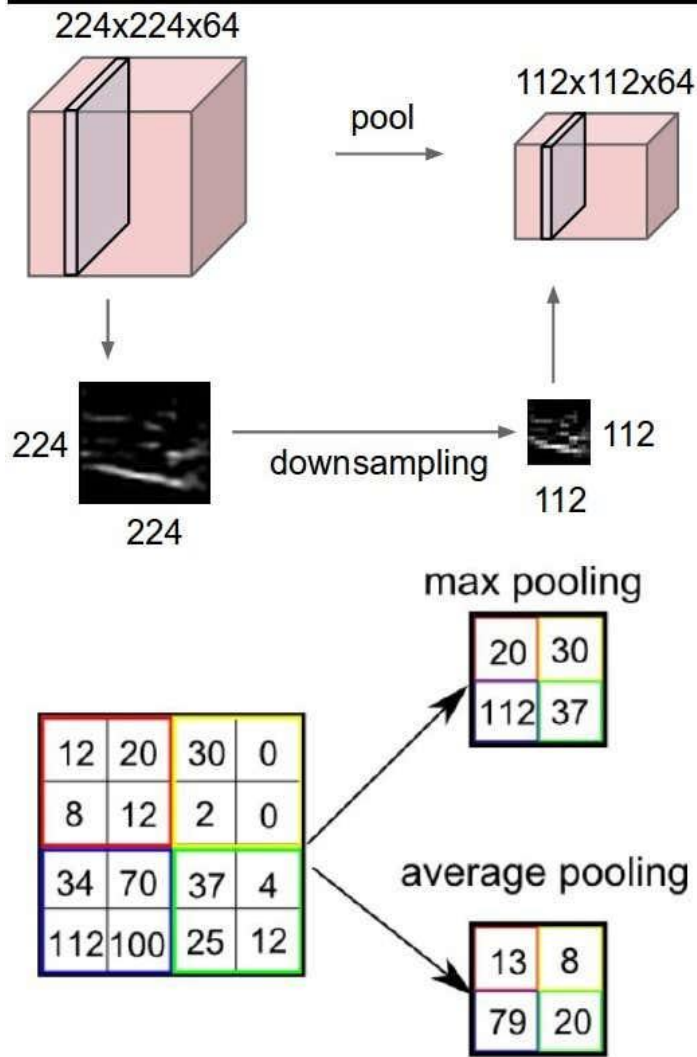 224x224x64
112x112x64
pool
224
112
downsampling
224
112
max pooling
20 30
112 37
12 20 30 0
8 12 2 0
34 70 37 4
112 100 25 12
average pooling
13 8
79 20